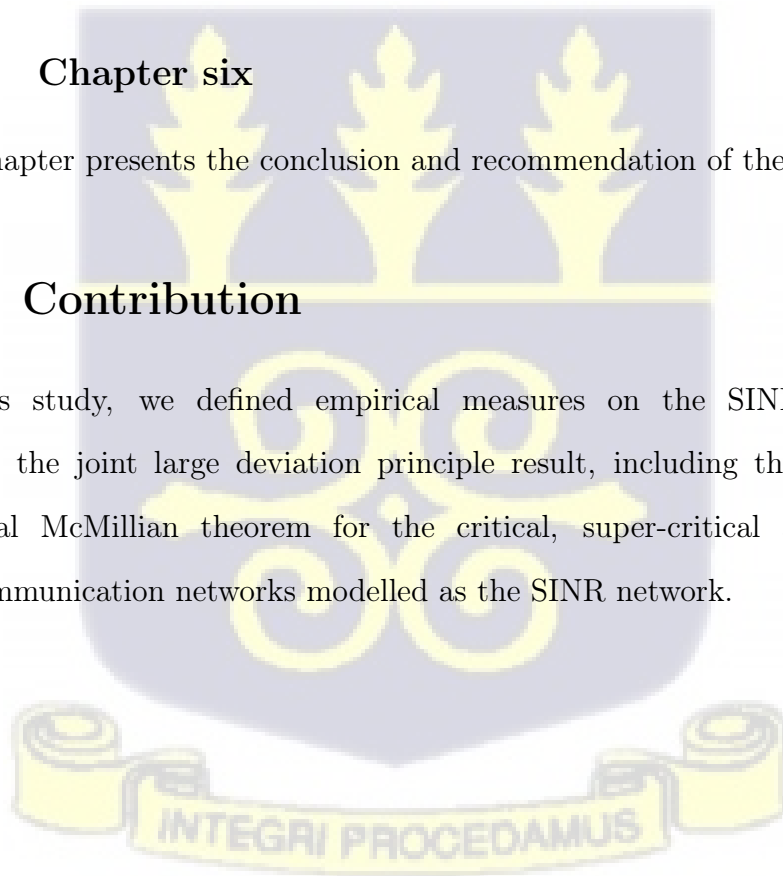 Chapter six
hapter presents the conclusion and recommendation of the
Contribution
s study, we defined empirical measures on the SIN
the joint large deviation principle result, including th
al McMillian theorem for the critical, super-critical
mmunication networks modelled as the SINR network.
INTEGRI PROCEDAMUS